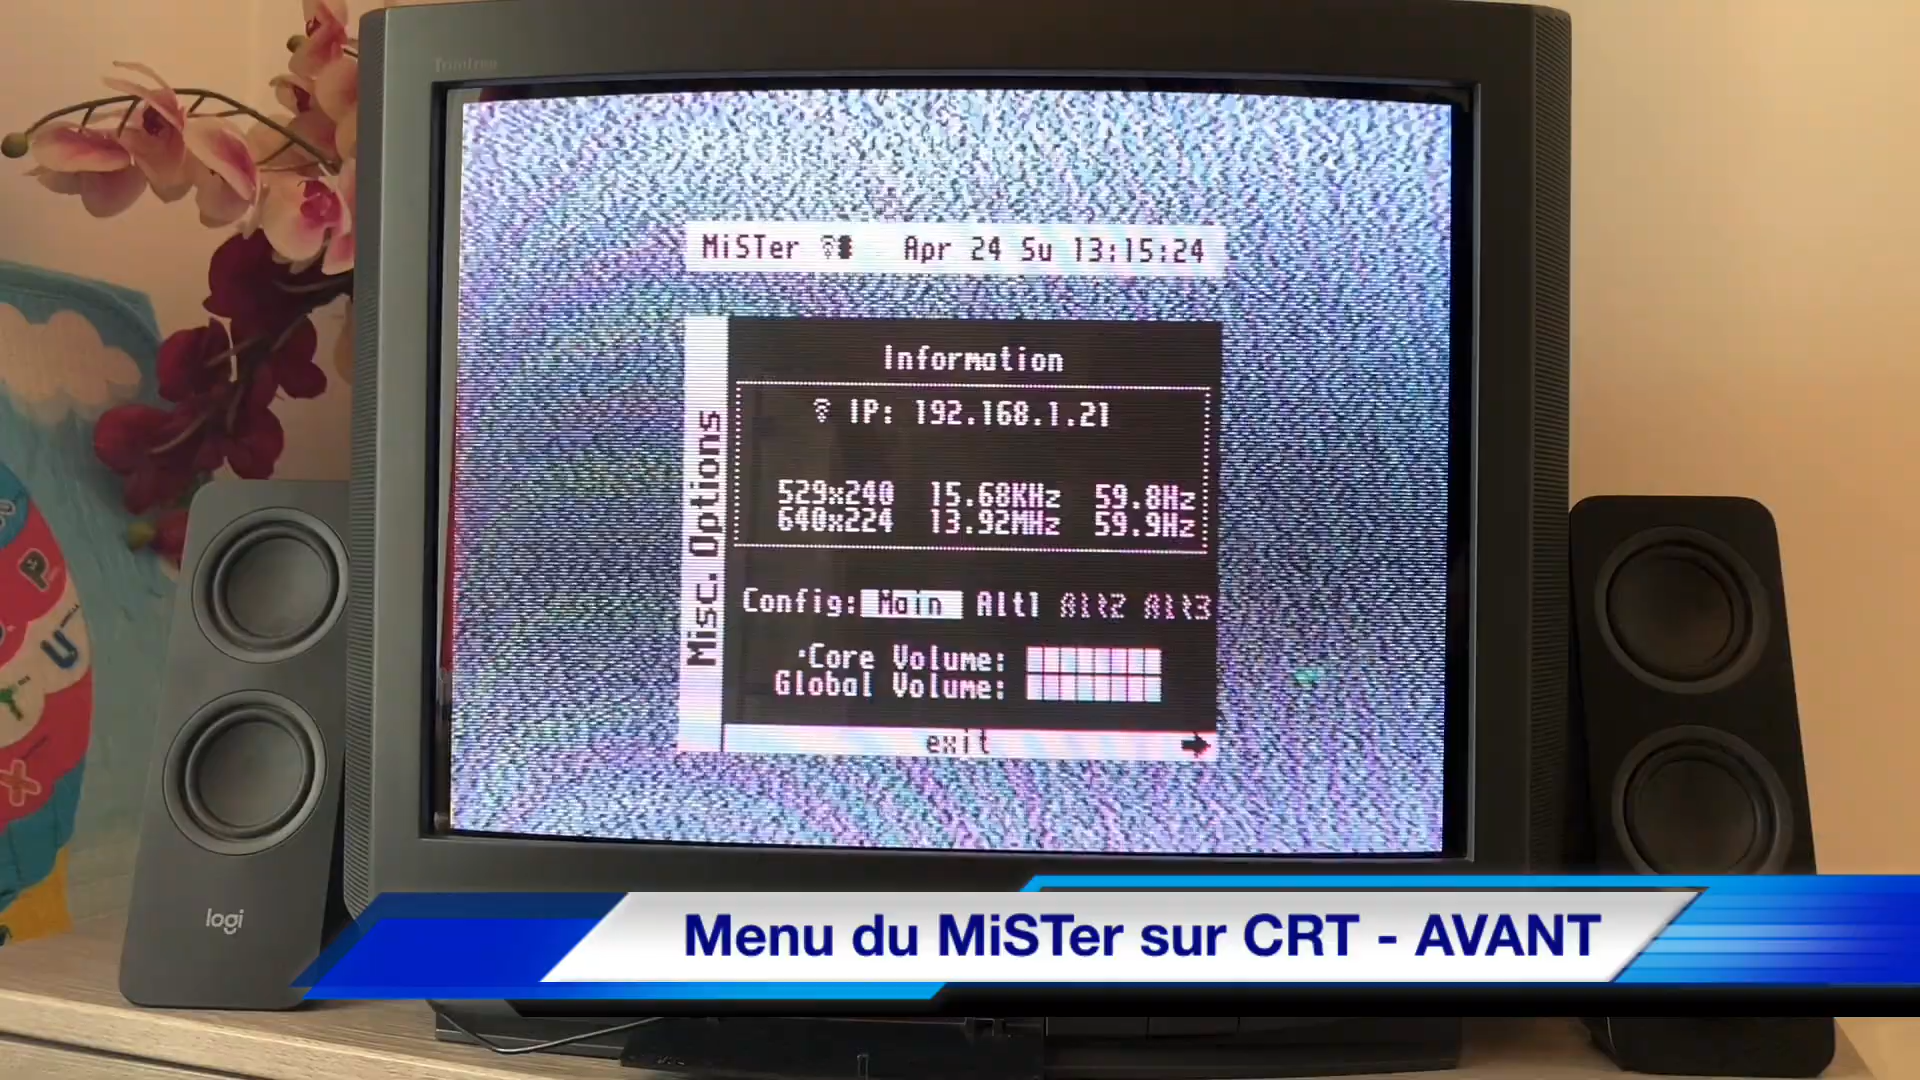 Trinitron
MiSTer Apr 24 Su 13:15:24
Misc. Options
Information
IP: 192.168.1.21
529x240 15.68KHz 59.8Hz
640x224 13.92MHz 59.9Hz
Config: Main Alt1 Alt2 Alt3
·Core Volume:
Global Volume:
exit
P
U
X
logi
Menu du MiSTer sur CRT - AVANT